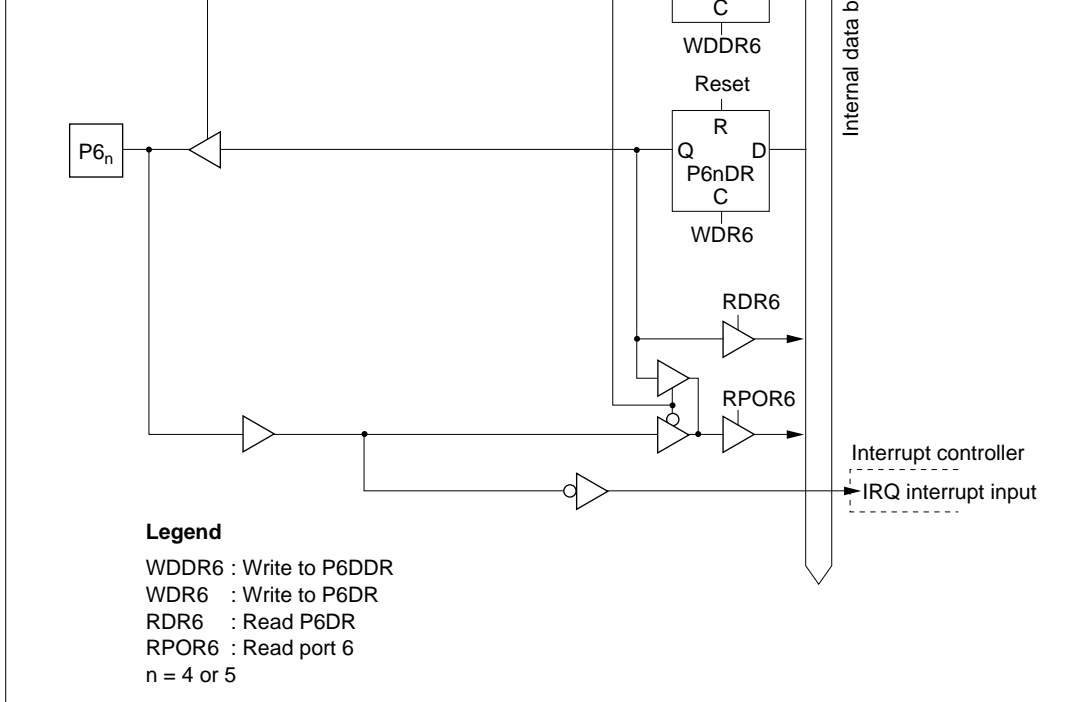 C
WDDR6
Internal data b
Reset
R
P6n
Q D
P6nDR
C
WDR6
RDR6
RPOR6
Interrupt controller
IRQ interrupt input
Legend
WDDR6 : Write to P6DDR
WDR6 : Write to P6DR
RDR6 : Read P6DR
RPOR6 : Read port 6
n = 4 or 5